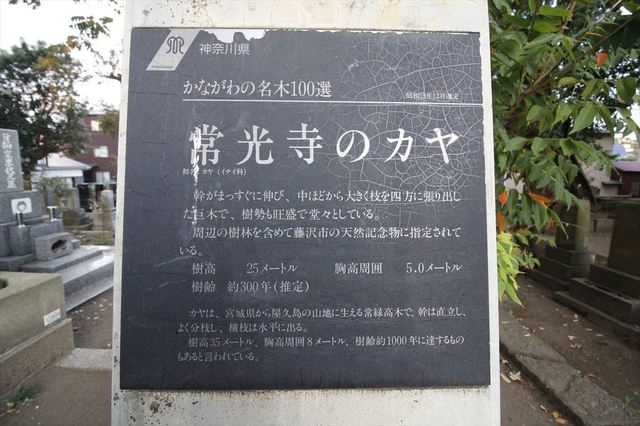 神奈川県
かながわの名木100選
昭和59年12月選定
常光寺のカヤ
和名 カヤ(イチイ科)
幹がまっすぐに伸び、中ほどから大きく枝を四方に張り出し
た巨木で、樹勢も旺盛で堂々としている。
周辺の樹林を含めて藤沢市の天然記念物に指定されて
いる。
樹高 25メートル 胸高周囲 5.0メートル
樹齢 約300年(推定)
カヤは、宮城県から屋久島の山地に生える常緑高木で、幹は直立し、
よく分枝し、横枝は水平に出る。
樹高35メートル、胸高周囲8メートル、樹齢約1000年に達するもの
もあると言われている。